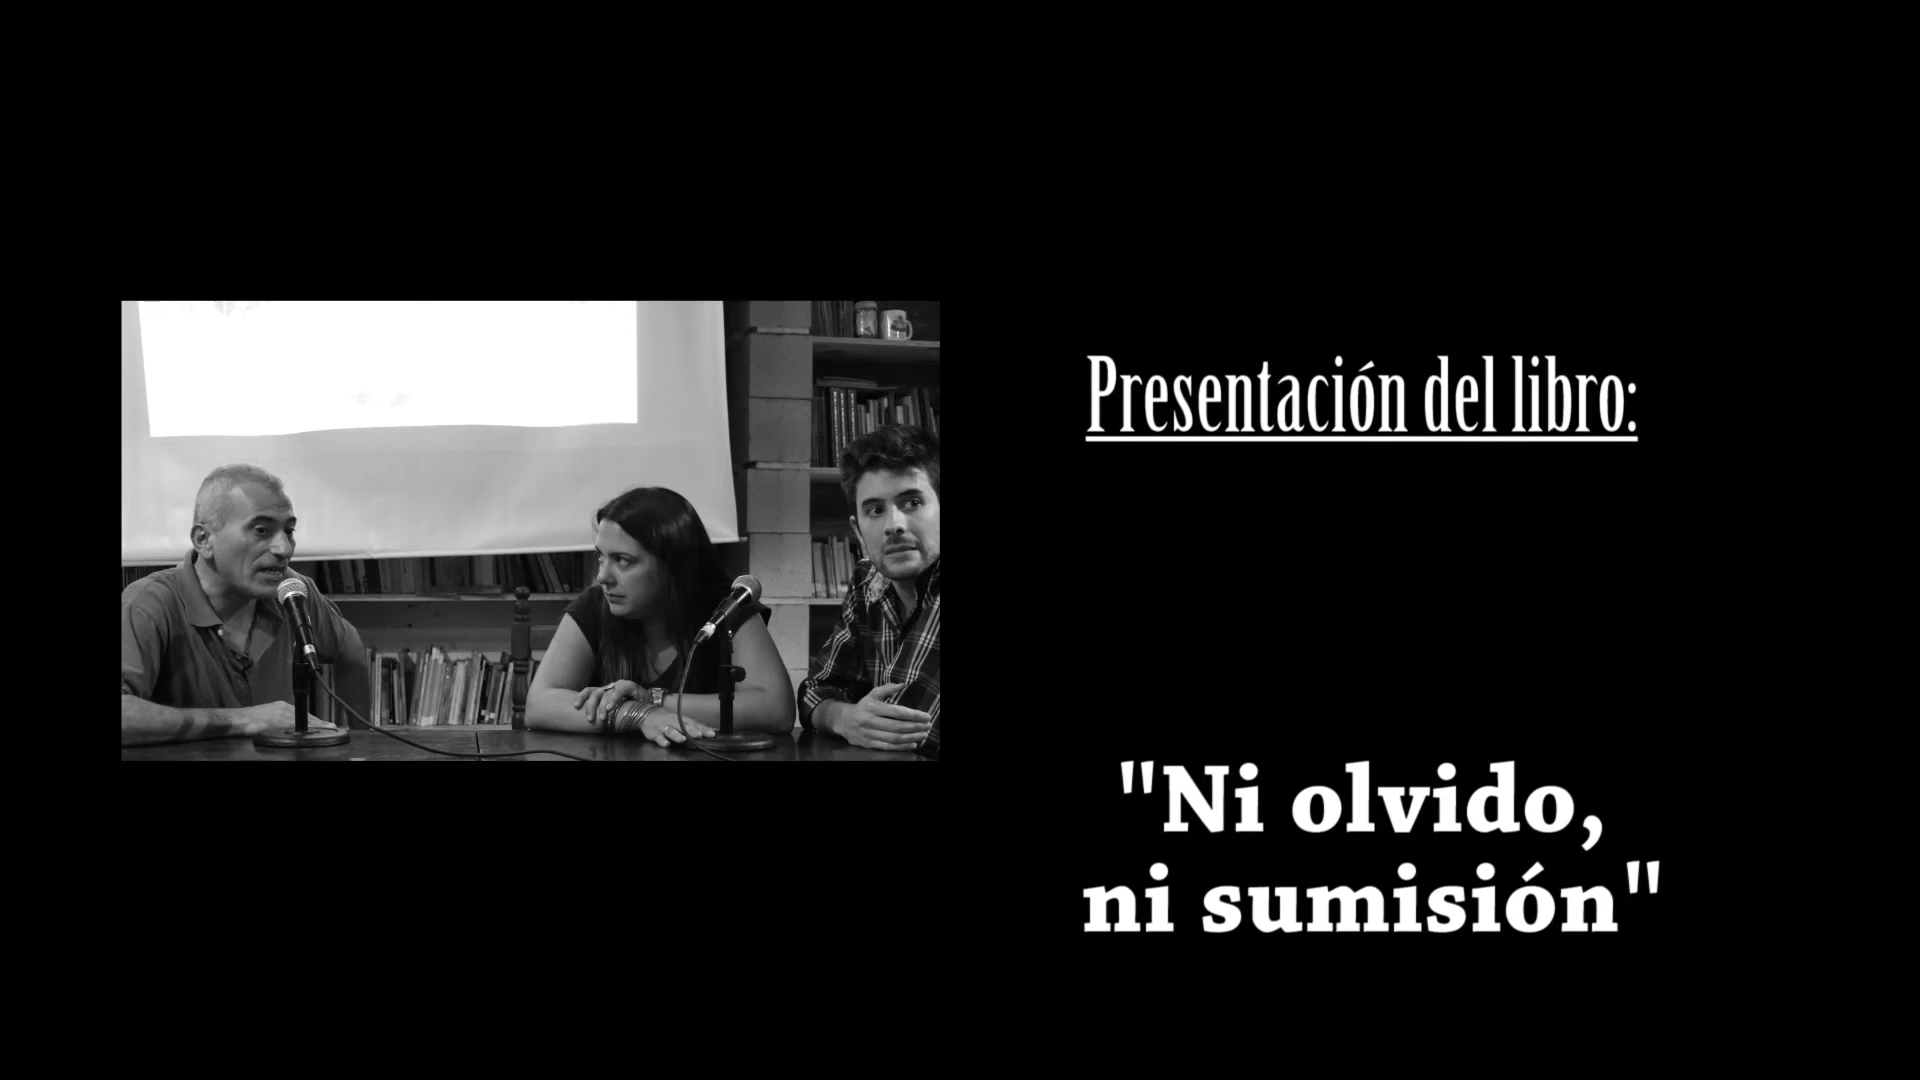 Presentación del libro:
"Ni olvido,
ni sumisión"